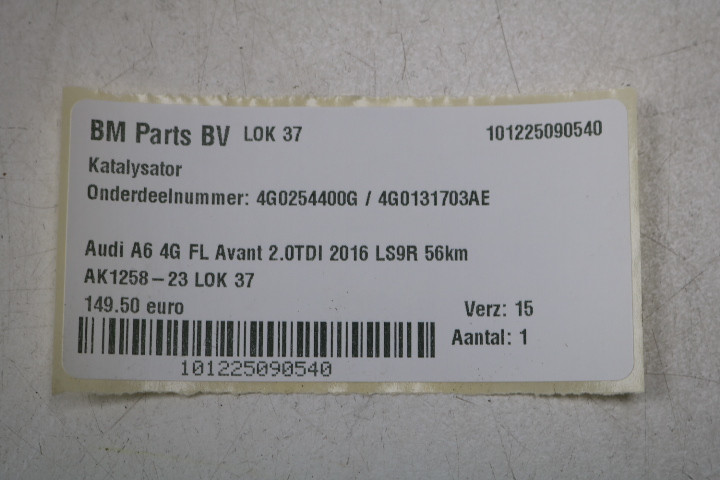 BM Parts BV LOK 37 101225090540
Katalysator
Onderdeelnummer: 4G0254400G / 4G0131703AE
Audi A6 4G FL Avant 2.0TDI 2016 LS9R 56km
AK1258-23 LOK 37
149.50 euro Verz: 15
Aantal: 1
101225090540